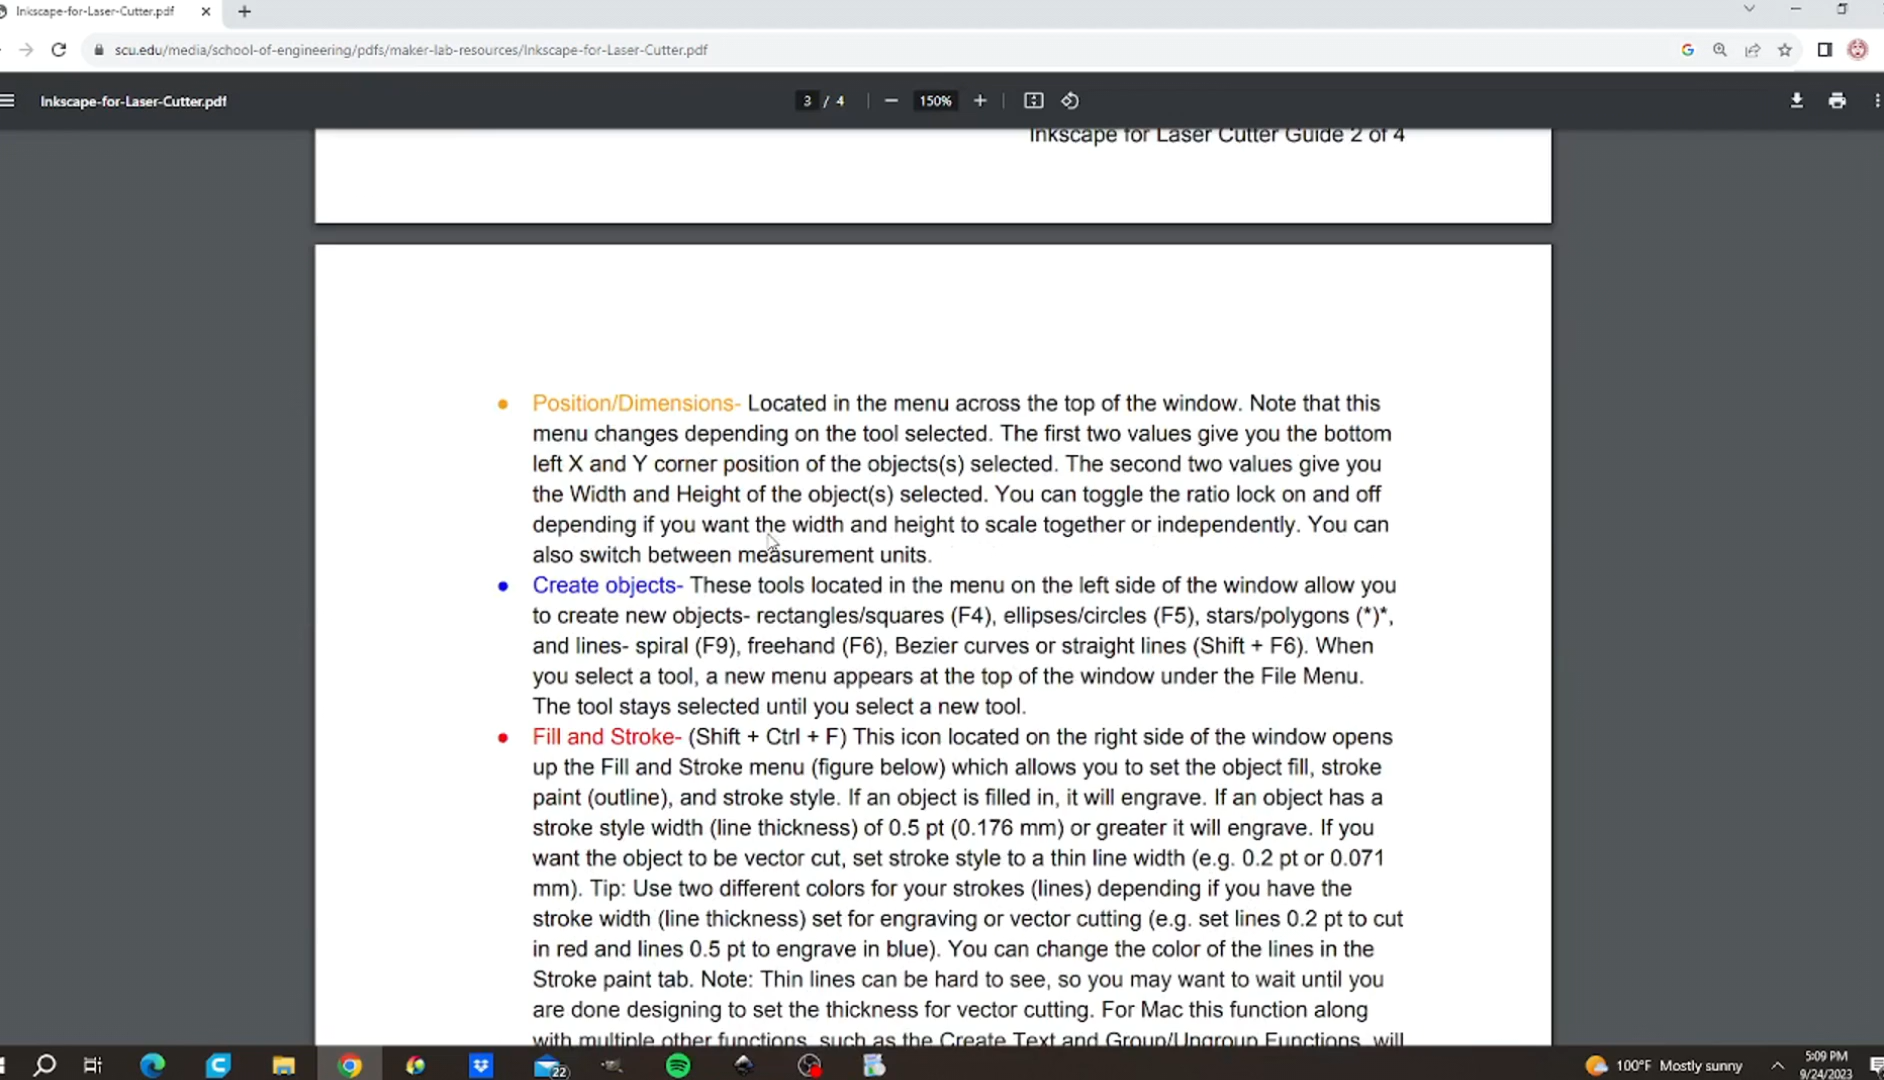 Inkscape-for-Laser-Cutter.pdf
scu.edu/media/school-of-engineering/pdfs/maker-lab-resources/Inkscape-for-Laser-Cutter.pdf
Inkscape-for-Laser-Cutter.pdf
3 / 4
150%
Inkscape for Laser Cutter Guide 2 of 4
Position/Dimensions- Located in the menu across the top of the window. Note that this
menu changes depending on the tool selected. The first two values give you the bottom
left X and Y corner position of the objects(s) selected. The second two values give you
the Width and Height of the object(s) selected. You can toggle the ratio lock on and off
depending if you want the width and height to scale together or independently. You can
also switch between measurement units.
Create objects- These tools located in the menu on the left side of the window allow you
to create new objects- rectangles/squares (F4), ellipses/circles (F5), stars/polygons (*)*,
and lines- spiral (F9), freehand (F6), Bezier curves or straight lines (Shift + F6). When
you select a tool, a new menu appears at the top of the window under the File Menu.
The tool stays selected until you select a new tool.
Fill and Stroke- (Shift + Ctrl + F) This icon located on the right side of the window opens
up the Fill and Stroke menu (figure below) which allows you to set the object fill, stroke
paint (outline), and stroke style. If an object is filled in, it will engrave. If an object has a
stroke style width (line thickness) of 0.5 pt (0.176 mm) or greater it will engrave. If you
want the object to be vector cut, set stroke style to a thin line width (e.g. 0.2 pt or 0.071
mm). Tip: Use two different colors for your strokes (lines) depending if you have the
stroke width (line thickness) set for engraving or vector cutting (e.g. set lines 0.2 pt to cut
in red and lines 0.5 pt to engrave in blue). You can change the color of the lines in the
Stroke paint tab. Note: Thin lines can be hard to see, so you may want to wait until you
are done designing to set the thickness for vector cutting. For Mac this function along
with multiple other functions, such as the Create Text and Group/Ungroup Functions, will
22
100°F Mostly sunny
5:09 PM
9/24/2023